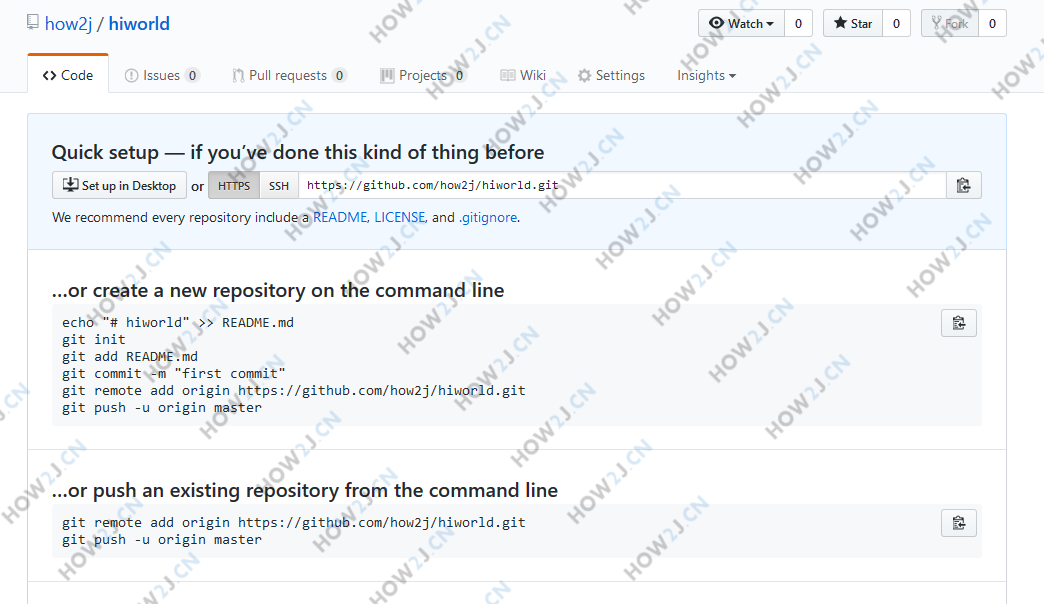 how2j / hiworld
Watch 0 Star 0 Fork 0
Code Issues 0 Pull requests 0 Projects 0 Wiki Settings Insights
Quick setup — if you've done this kind of thing before
Set up in Desktop or HTTPS SSH https://github.com/how2j/hiworld.git
We recommend every repository include a README, LICENSE, and .gitignore.
…or create a new repository on the command line
echo "# hiworld" >> README.md
git init
git add README.md
git commit -m "first commit"
git remote add origin https://github.com/how2j/hiworld.git
git push -u origin master
…or push an existing repository from the command line
git remote add origin https://github.com/how2j/hiworld.git
git push -u origin master
HOW2J.CN